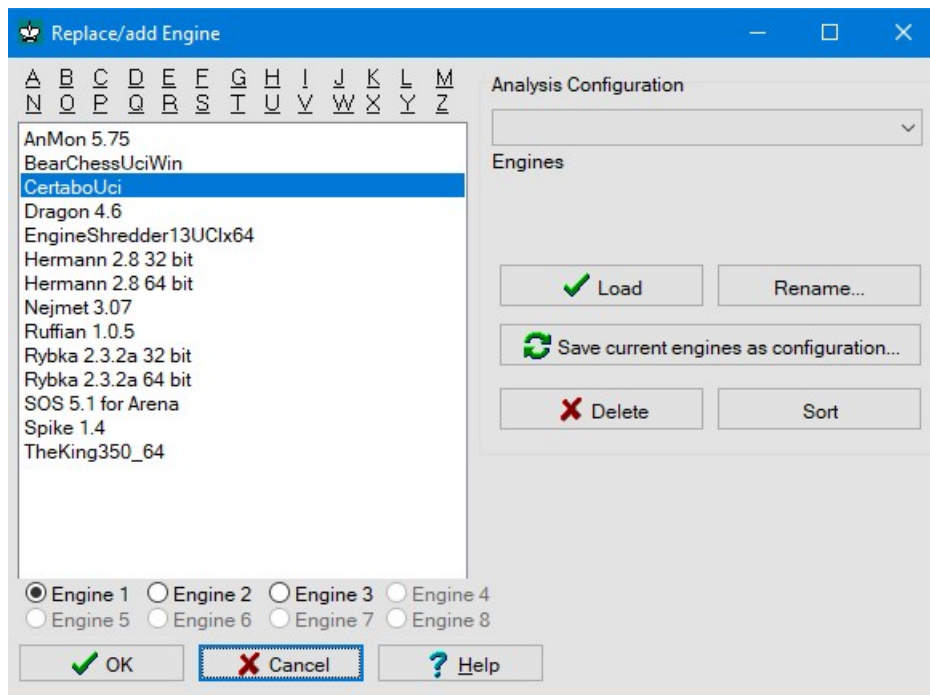 Replace/add Engine
A B C D E F G H I J K L M
N O P Q R S T U V W X Y Z
AnMon 5.75
BearChessUciWin
CertaboUci
Dragon 4.6
EngineShredder13UCIx64
Hermann 2.8 32 bit
Hermann 2.8 64 bit
Nejmet 3.07
Ruffian 1.0.5
Rybka 2.3.2a 32 bit
Rybka 2.3.2a 64 bit
SOS 5.1 for Arena
Spike 1.4
TheKing350_64
Engine 1 Engine 2 Engine 3 Engine 4
Engine 5 Engine 6 Engine 7 Engine 8
OK Cancel Help
Analysis Configuration
Engines
Load Rename...
Save current engines as configuration...
Delete Sort